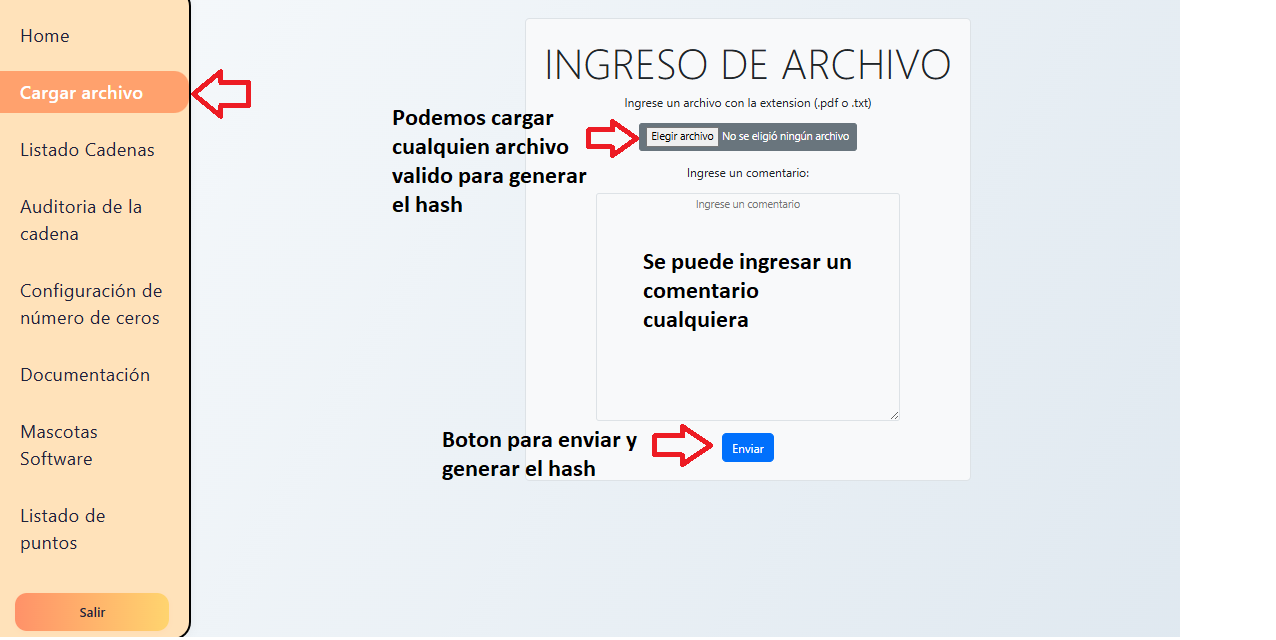 Home
Cargar archivo
Listado Cadenas
Auditoria de la
cadena
Configuración de
número de ceros
Documentación
Mascotas
Software
Listado de
puntos
Salir
INGRESO DE ARCHIVO
Ingrese un archivo con la extension (.pdf o .txt)
Podemos cargar
cualquien archivo
valido para generar
el hash
Elegir archivo No se eligió ningún archivo
Ingrese un comentario:
Ingrese un comentario
Se puede ingresar un
comentario
cualquiera
Boton para enviar y
generar el hash
Enviar